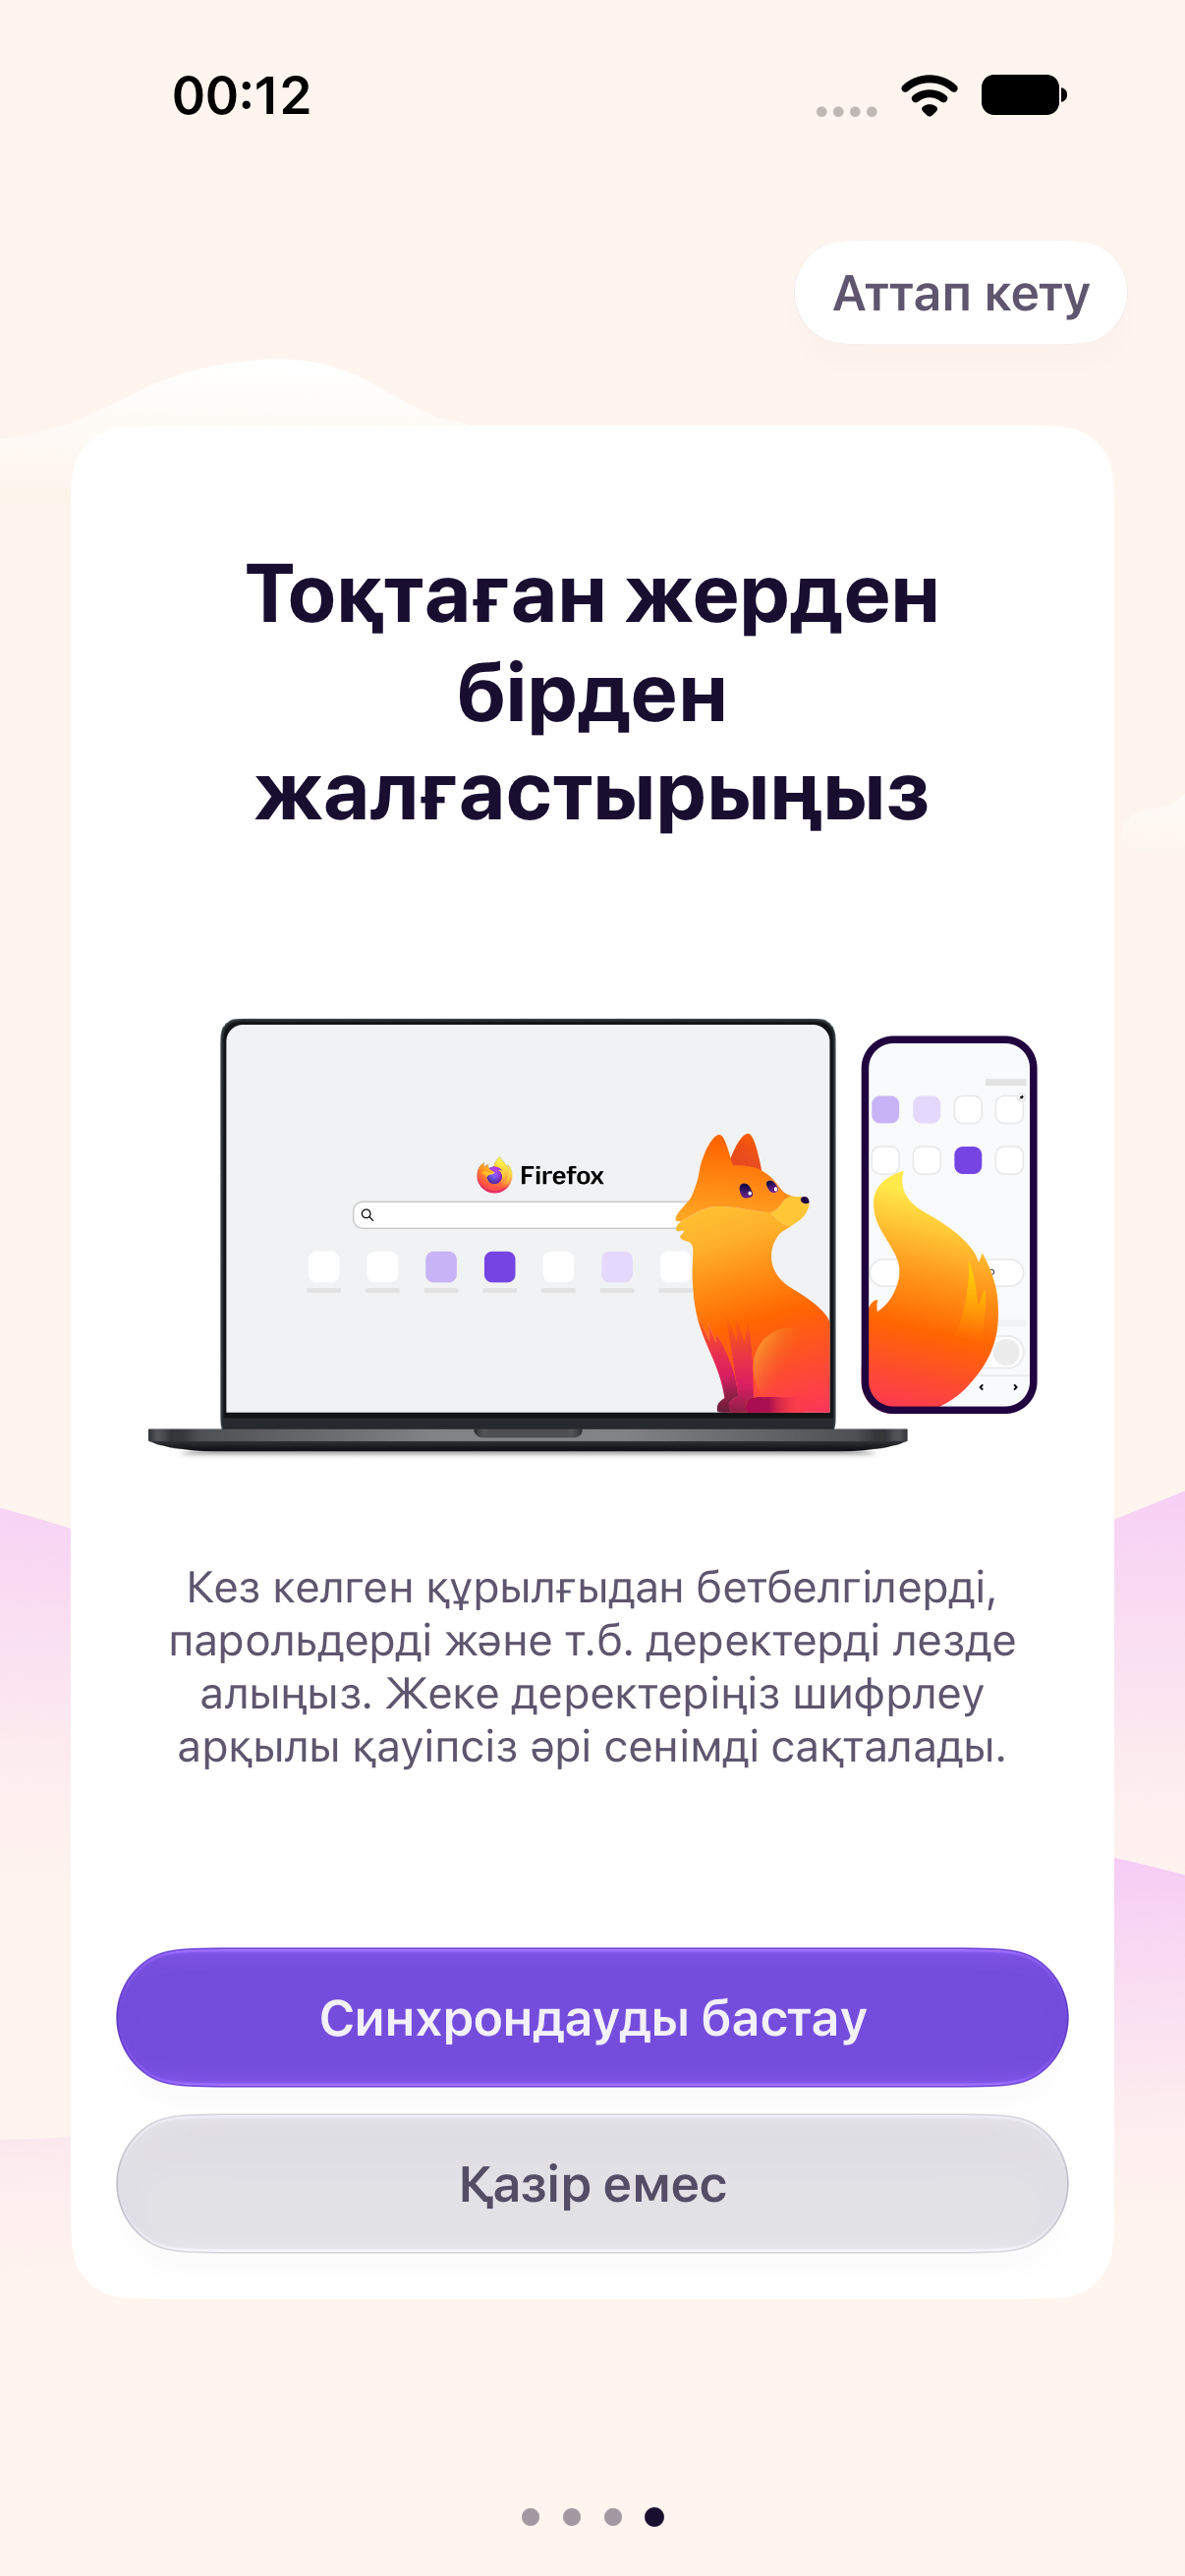 00:12
Аттап кету
Тоқтаған жерден
бірден
жалғастырыңыз
Firefox
Кез келген құрылғыдан бетбелгілерді,
парольдерді және т.б. деректерді лезде
алыңыз. Жеке деректеріңіз шифрлеу
арқылы қауіпсіз әрі сенімді сақталады.
Синхрондауды бастау
Қазір емес